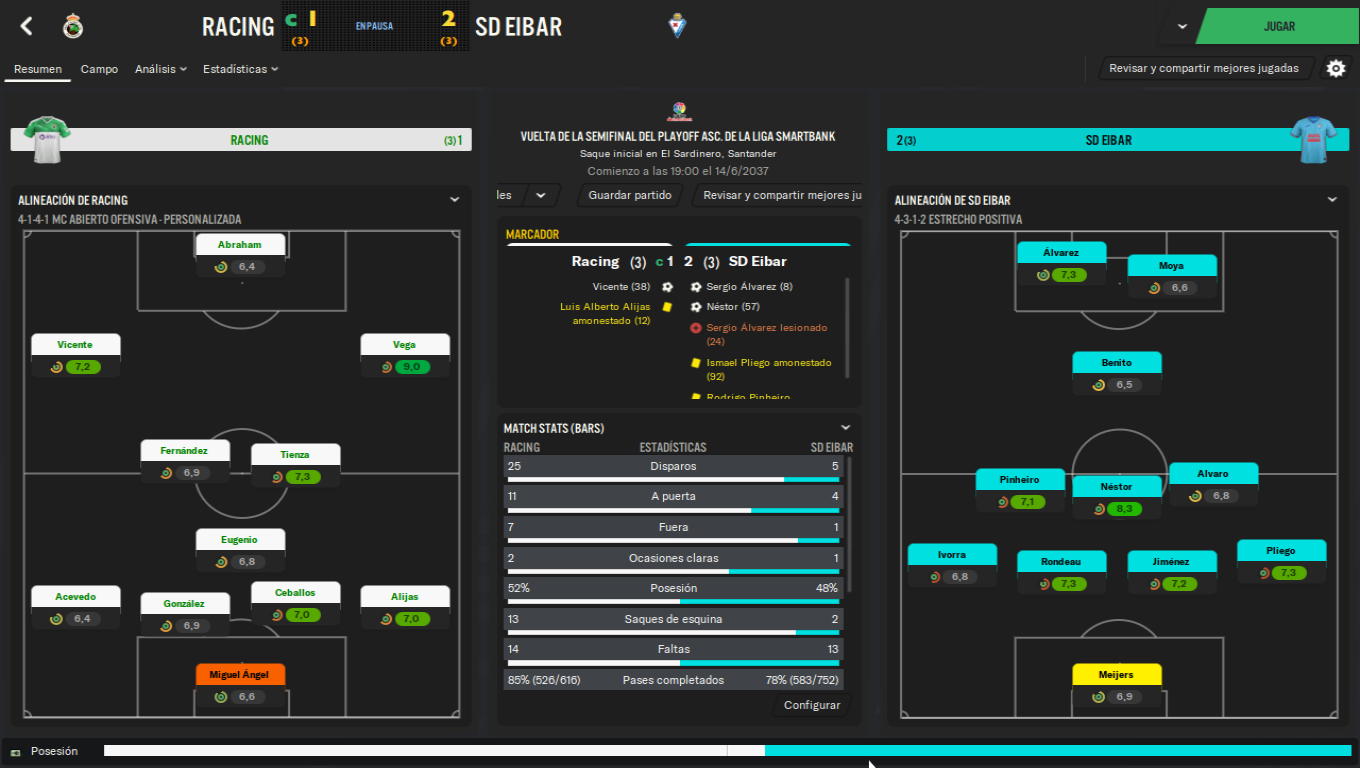 RACING
c 1
(3)
EN PAUSA
2
(3)
SD EIBAR
JUGAR
Resumen
Campo
Análisis
Estadísticas
Revisar y compartir mejores jugadas
RACING
(3) 1
VUELTA DE LA SEMIFINAL DEL PLAYOFF ASC. DE LA LIGA SMARTBANK
Saque inicial en El Sardinero, Santander
Comienzo a las 19:00 el 14/6/2037
les
Guardar partido
Revisar y compartir mejores ju
2 (3)
SD EIBAR
ALINEACIÓN DE RACING
4-1-4-1 MC ABIERTO OFENSIVA - PERSONALIZADA
Abraham
6,4
Vicente
7,2
Vega
9,0
Fernández
6,9
Tienza
7,3
Eugenio
6,8
Acevedo
6,4
González
6,9
Ceballos
7,0
Alijas
7,0
Miguel Ángel
6,6
MARCADOR
Racing (3) c 1 2 (3) SD Eibar
Vicente (38)
Luis Alberto Alijas
amonestado (12)
Sergio Álvarez (8)
Néstor (57)
Sergio Álvarez lesionado
(24)
Ismael Pliego amonestado
(92)
Rodrigo Pinheiro
MATCH STATS (BARS)
RACING ESTADÍSTICAS SD EIBAR
25 Disparos 5
11 A puerta 4
7 Fuera 1
2 Ocasiones claras 1
52% Posesión 48%
13 Saques de esquina 2
14 Faltas 13
85% (526/616) Pases completados 78% (583/752)
Configurar
ALINEACIÓN DE SD EIBAR
4-3-1-2 ESTRECHO POSITIVA
Álvarez
7,3
Moya
6,6
Benito
6,5
Pinheiro
7,1
Néstor
8,3
Alvaro
6,8
Ivorra
6,8
Rondeau
7,3
Jiménez
7,2
Pliego
7,3
Meijers
6,9
Posesión